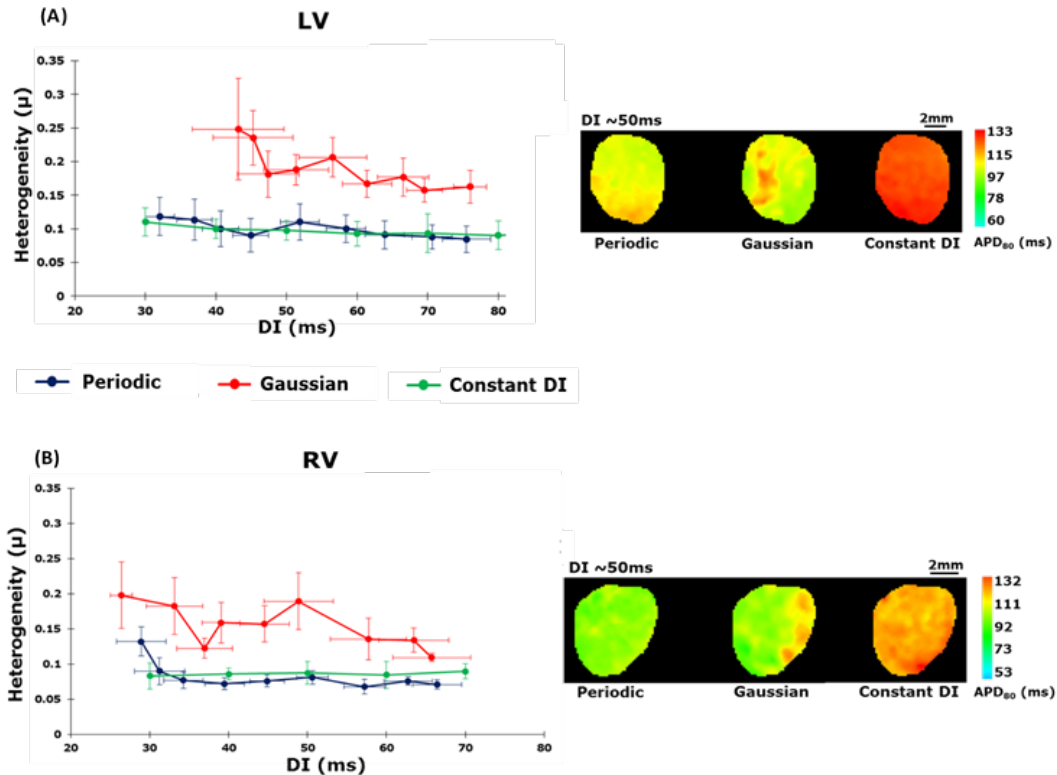 (A)
LV
Heterogeneity (μ)
0.35
0.3
0.25
0.2
0.15
0.1
0.05
0
20 30 40 50 60 70 80
DI (ms)
DI ~50ms
2mm
133
115
97
78
60
Periodic Gaussian Constant DI APD80 (ms)
Periodic Gaussian Constant DI
(B)
RV
Heterogeneity (μ)
0.35
0.3
0.25
0.2
0.15
0.1
0.05
0
20 30 40 50 60 70 80
DI (ms)
DI ~50ms
2mm
132
111
92
73
53
Periodic Gaussian Constant DI APD80 (ms)